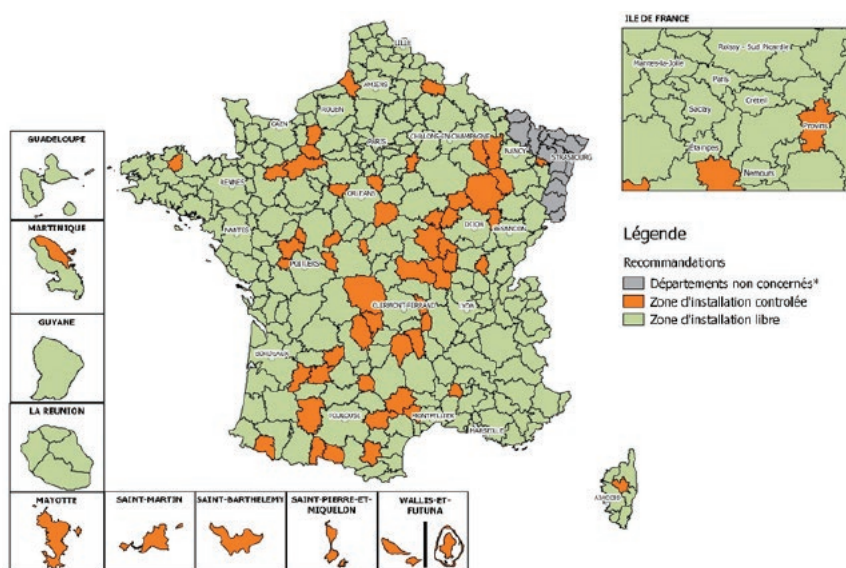 ILE DE FRANCE
Roissy - Sud Picardie
Mantes-la-Jolie
Paris
Créteil
Saclay
Provins
Etampes
Nemours
LILLE
AMIENS
ROUEN
CAEN
CHALONS-EN-CHAMPAGNE
PARIS
NANCY
STRASBOURG
RENNES
ORLEANS
NANTES
DIJON
BESANCON
POITIERS
CLERMONT-FERRAND
LYON
BORDEAUX
TOULOUSE
MONTPELLIER
MARSEILLE
AJACCIO
GUADELOUPE
MARTINIQUE
GUYANE
LA REUNION
MAYOTTE
SAINT-MARTIN
SAINT-BARTHELEMY
SAINT-PIERRE-ET-
MIQUELON
WALLIS-ET-
FUTUNA
Légende
Recommandations
Départements non concernés*
Zone d'installation controlée
Zone d'installation libre